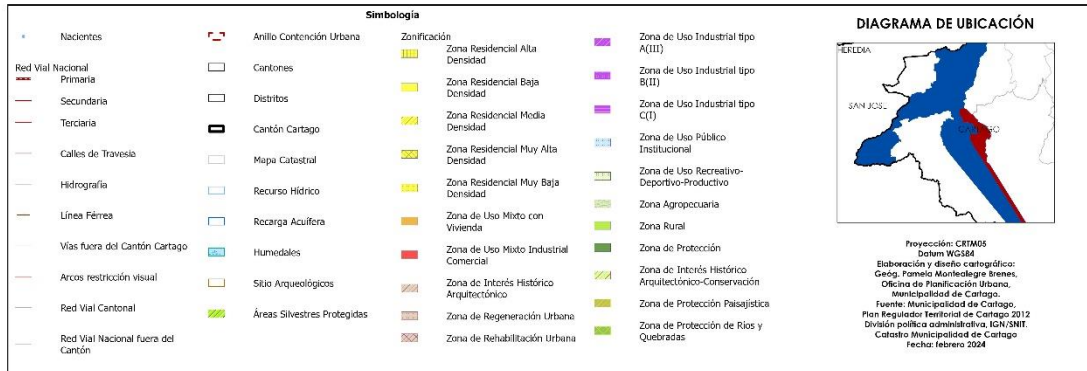 Simbología
Nacientes
Red Vial Nacional
Primaria
Secundaria
Terciaria
Calles de Travesia
Hidrografía
Línea Férrea
Vías fuera del Cantón Cartago
Arcos restricción visual
Red Vial Cantonal
Red Vial Nacional fuera del
Cantón
Anillo Contención Urbana
Cantones
Distritos
Cantón Cartago
Mapa Catastral
Recurso Hídrico
Recarga Acuífera
Humedales
Sitio Arqueológicos
Áreas Silvestres Protegidas
Zonificación
Zona Residencial Alta
Densidad
Zona Residencial Baja
Densidad
Zona Residencial Media
Densidad
Zona Residencial Muy Alta
Densidad
Zona Residencial Muy Baja
Densidad
Zona de Uso Mixto con
Vivienda
Zona de Uso Mixto Industrial
Comercial
Zona de Interés Histórico
Arquitectónico
Zona de Regeneración Urbana
Zona de Rehabilitación Urbana
Zona de Uso Industrial tipo
A(III)
Zona de Uso Industrial tipo
B(II)
Zona de Uso Industrial tipo
C(I)
Zona de Uso Público
Institucional
Zona de Uso Recreativo-
Deportivo-Productivo
Zona Agropecuaria
Zona Rural
Zona de Protección
Zona de Interés Histórico
Arquitectónico-Conservación
Zona de Protección Paisajística
Zona de Protección de Ríos y
Quebradas
DIAGRAMA DE UBICACIÓN
HEREDIA
SAN JOSE
CARTAGO
Proyección: CRTM05
Datum WGS84
Elaboración y diseño cartográfico:
Geóg. Pamela Montealegre Brenes,
Oficina de Planificación Urbana,
Municipalidad de Cartago.
Fuente: Municipalidad de Cartago,
Plan Regulador Territorial de Cartago 2012
División política administrativa, IGN/SNIT.
Catastro Municipalidad de Cartago
Fecha: febrero 2024